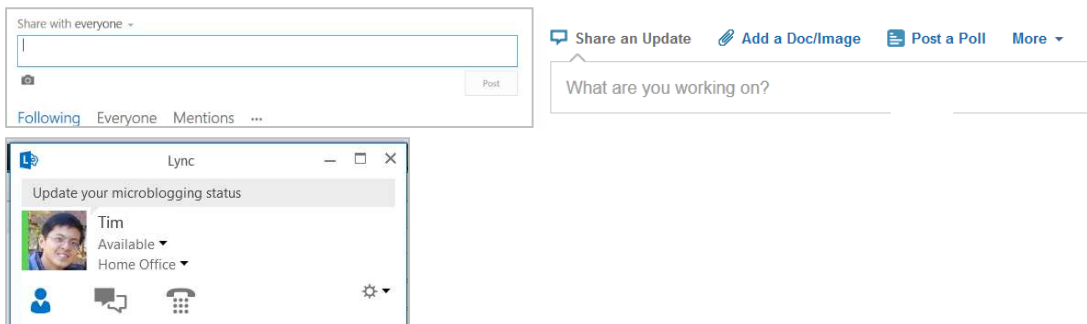 Share with everyone
Post
Following Everyone Mentions ...
Share an Update Add a Doc/Image Post a Poll More
What are you working on?
L
Lync
Update your microblogging status
Tim
Available
Home Office